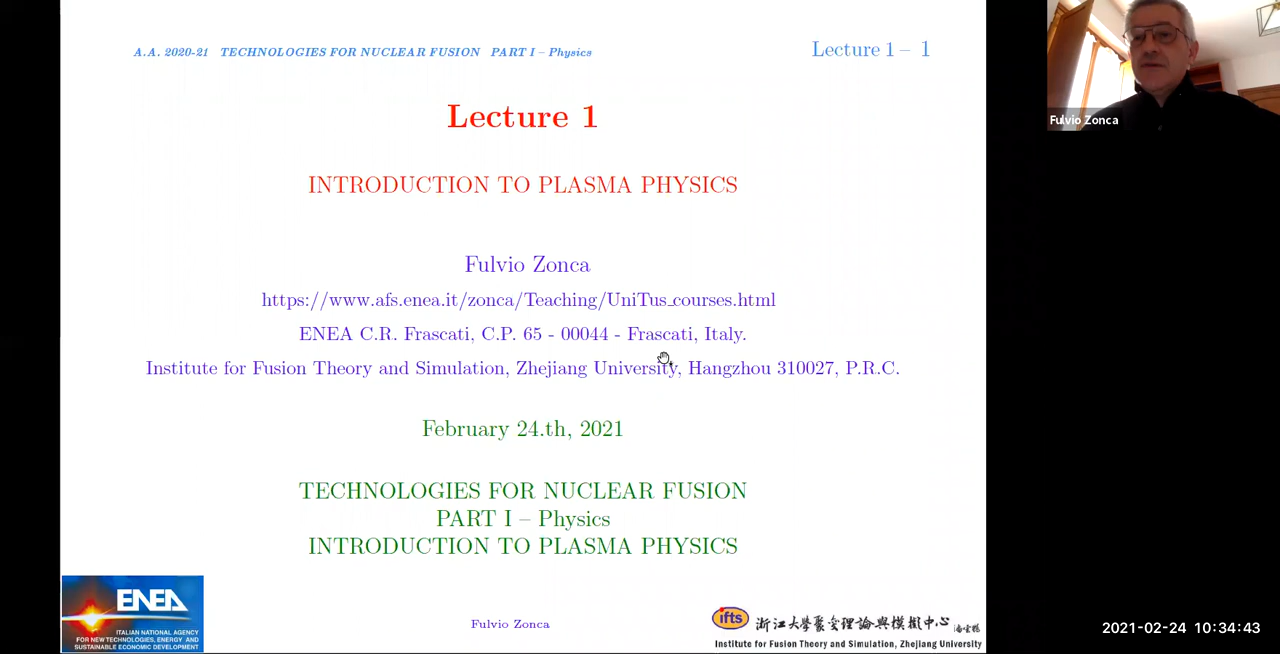 A.A. 2020-21 TECHNOLOGIES FOR NUCLEAR FUSION PART I – Physics
Lecture 1 – 1
Lecture 1
INTRODUCTION TO PLASMA PHYSICS
Fulvio Zonca
https://www.afs.enea.it/zonca/Teaching/UniTus_courses.html
ENEA C.R. Frascati, C.P. 65 - 00044 - Frascati, Italy.
Institute for Fusion Theory and Simulation, Zhejiang University, Hangzhou 310027, P.R.C.
February 24.th, 2021
TECHNOLOGIES FOR NUCLEAR FUSION
PART I – Physics
INTRODUCTION TO PLASMA PHYSICS
ENEA
ITALIAN NATIONAL AGENCY
FOR NEW TECHNOLOGIES, ENERGY AND
SUSTAINABLE ECONOMIC DEVELOPMENT
Fulvio Zonca
ifts
浙江大學聚变理論與模擬中心
Institute for Fusion Theory and Simulation, Zhejiang University
Fulvio Zonca
2021-02-24 10:34:43